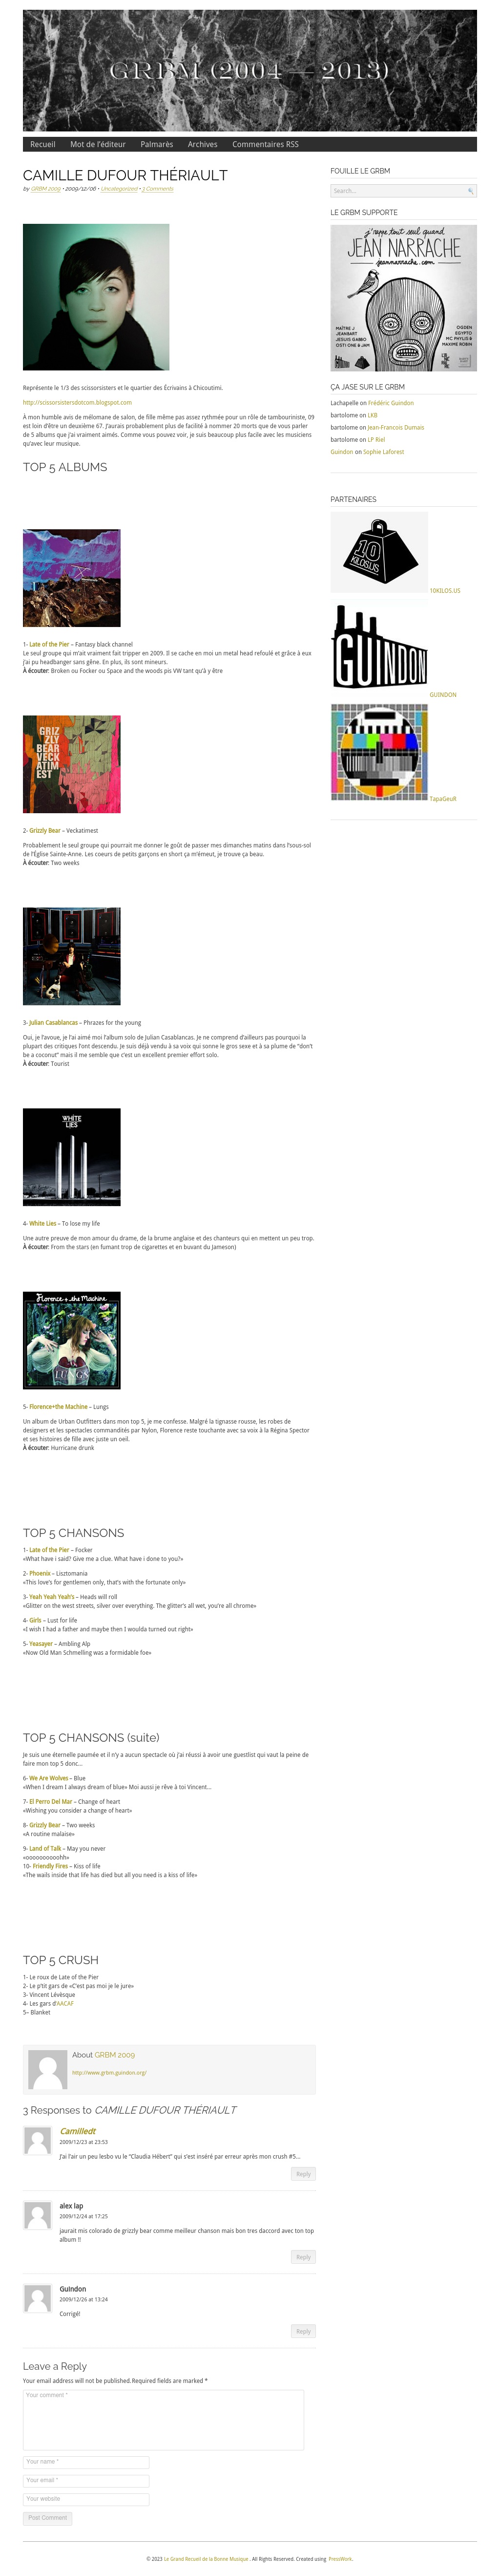 GRBM (2004 — 2013)
Recueil Mot de l'éditeur Palmarès Archives Commentaires RSS
CAMILLE DUFOUR THÉRIAULT
by GRBM 2009 • 2009/12/06 • Uncategorized • 3 Comments
Représente le 1/3 des scissorsisters et le quartier des Écrivains à Chicoutimi.
http://scissorsistersdotcom.blogspot.com
À mon humble avis de mélomane de salon, de fille même pas assez rythmée pour un rôle de tambouriniste, 09
est loin d'être un deuxième 67. J'aurais probablement plus de facilité à nommer 20 morts que de vous parler
de 5 albums que j'ai vraiment aimés. Comme vous pouvez voir, je suis beaucoup plus facile avec les musiciens
qu'avec leur musique.
TOP 5 ALBUMS
1- Late of the Pier – Fantasy black channel
Le seul groupe qui m'ait vraiment fait tripper en 2009. Il se cache en moi un metal head refoulé et grâce à eux
j'ai pu headbanger sans gêne. En plus, ils sont mineurs.
À écouter: Broken ou Focker ou Space and the woods pis VW tant qu'à y être
GRIZ
ZLY
BEAR
VECK
ATIM
EST
2- Grizzly Bear – Veckatimest
Probablement le seul groupe qui pourrait me donner le goût de passer mes dimanches matins dans l'sous-sol
de l'Église Sainte-Anne. Les coeurs de petits garçons en short ça m'émeut, je trouve ça beau.
À écouter: Two weeks
3- Julian Casablancas – Phrazes for the young
Oui, je l'avoue, je l'ai aimé moi l'album solo de Julian Casablancas. Je ne comprend d'ailleurs pas pourquoi la
plupart des critiques l'ont descendu. Je suis déjà vendu à sa voix qui sonne le gros sexe et à sa plume de "don't
be a coconut" mais il me semble que c'est un excellent premier effort solo.
À écouter: Tourist
WHITE
LIES
4- White Lies – To lose my life
Une autre preuve de mon amour du drame, de la brume anglaise et des chanteurs qui en mettent un peu trop.
À écouter: From the stars (en fumant trop de cigarettes et en buvant du Jameson)
Florence + the Machine
LUNGS
5- Florence+the Machine – Lungs
Un album de Urban Outfitters dans mon top 5, je me confesse. Malgré la tignasse rousse, les robes de
designers et les spectacles commandités par Nylon, Florence reste touchante avec sa voix à la Régina Spector
et ses histoires de fille avec juste un oeil.
À écouter: Hurricane drunk
TOP 5 CHANSONS
1- Late of the Pier – Focker
«What have i said? Give me a clue. What have i done to you?»
2- Phoenix – Lisztomania
«This love's for gentlemen only, that's with the fortunate only»
3- Yeah Yeah Yeah's – Heads will roll
«Glitter on the west streets, silver over everything. The glitter's all wet, you're all chrome»
4- Girls – Lust for life
«I wish I had a father and maybe then I woulda turned out right»
5- Yeasayer – Ambling Alp
«Now Old Man Schmelling was a formidable foe»
TOP 5 CHANSONS (suite)
Je suis une éternelle paumée et il n'y a aucun spectacle où j'ai réussi à avoir une guestlist qui vaut la peine de
faire mon top 5 donc…
6- We Are Wolves – Blue
«When I dream I always dream of blue» Moi aussi je rêve à toi Vincent…
7- El Perro Del Mar – Change of heart
«Wishing you consider a change of heart»
8- Grizzly Bear – Two weeks
«A routine malaise»
9- Land of Talk – May you never
«oooooooooohh»
10- Friendly Fires – Kiss of life
«The wails inside that life has died but all you need is a kiss of life»
TOP 5 CRUSH
1- Le roux de Late of the Pier
2- Le p'tit gars de «C'est pas moi je le jure»
3- Vincent Lévèsque
4- Les gars d'AACAF
5– Blanket
About GRBM 2009
http://www.grbm.guindon.org/
3 Responses to CAMILLE DUFOUR THÉRIAULT
Camilledt
2009/12/23 at 23:53
J'ai l'air un peu lesbo vu le "Claudia Hébert" qui s'est inséré par erreur après mon crush #5…
Reply
alex lap
2009/12/24 at 17:25
jaurait mis colorado de grizzly bear comme meilleur chanson mais bon tres daccord avec ton top
album !!
Reply
Guindon
2009/12/26 at 13:24
Corrigé!
Reply
Leave a Reply
Your email address will not be published. Required fields are marked *
Your comment *
Your name *
Your email *
Your website
Post Comment
FOUILLE LE GRBM
Search...
LE GRBM SUPPORTE
j'rappe tout seul quand
JEAN NARRACHE
jeannarrache.com
MAÎTRE J
JEANBART
JESUIS GABBO
OSTI ONE & JAM
OGDEN
EGYPTO
MC PHYLIS &
MAXIME ROBIN
ÇA JASE SUR LE GRBM
Lachapelle on Frédéric Guindon
bartolome on LKB
bartolome on Jean-Francois Dumais
bartolome on LP Riel
Guindon on Sophie Laforest
PARTENAIRES
10
KILOS.US
10KILOS.US
GUINDON
GUINDON
TapaGeuR
© 2023 Le Grand Recueil de la Bonne Musique . All Rights Reserved. Created using PressWork.